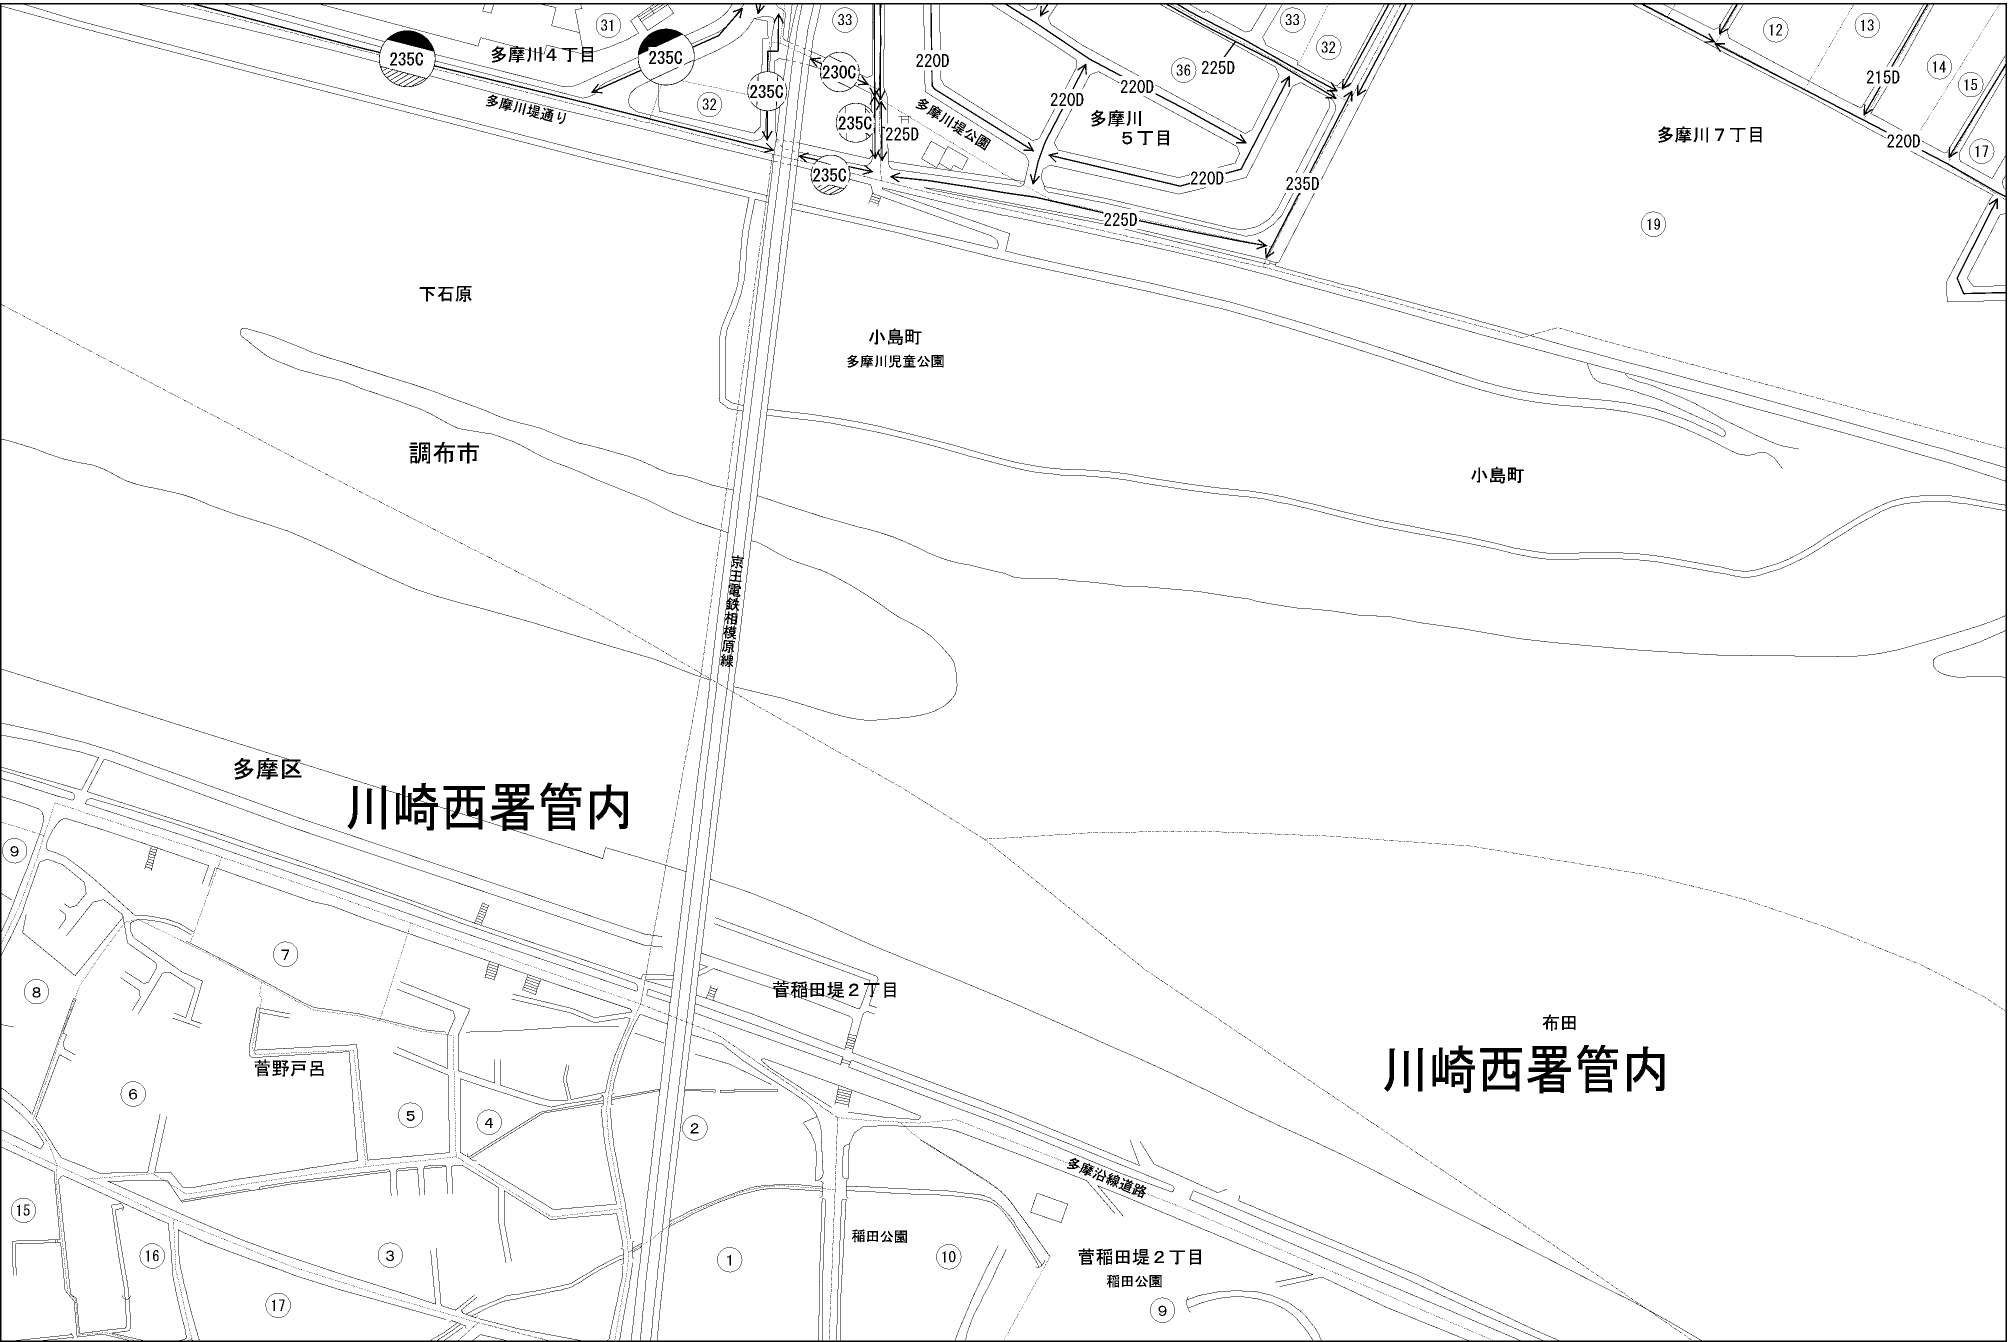 31
33
33
32
12
13
235C
多摩川４丁目
235C
235C
230C
220D
36
225D
14
15
215D
220D
220D
32
多摩川堤通り
235C
225D
多摩川堤公園
多摩川
５丁目
多摩川７丁目
220D
17
235C
220D
235D
225D
19
下石原
小島町
多摩川児童公園
調布市
小島町
京王電鉄相模原線
多摩区
川崎西署管内
9
7
8
菅稲田堤２丁目
布田
川崎西署管内
菅野戸呂
6
5
4
2
多摩沿線道路
15
16
3
1
稲田公園
10
菅稲田堤２丁目
稲田公園
17
9